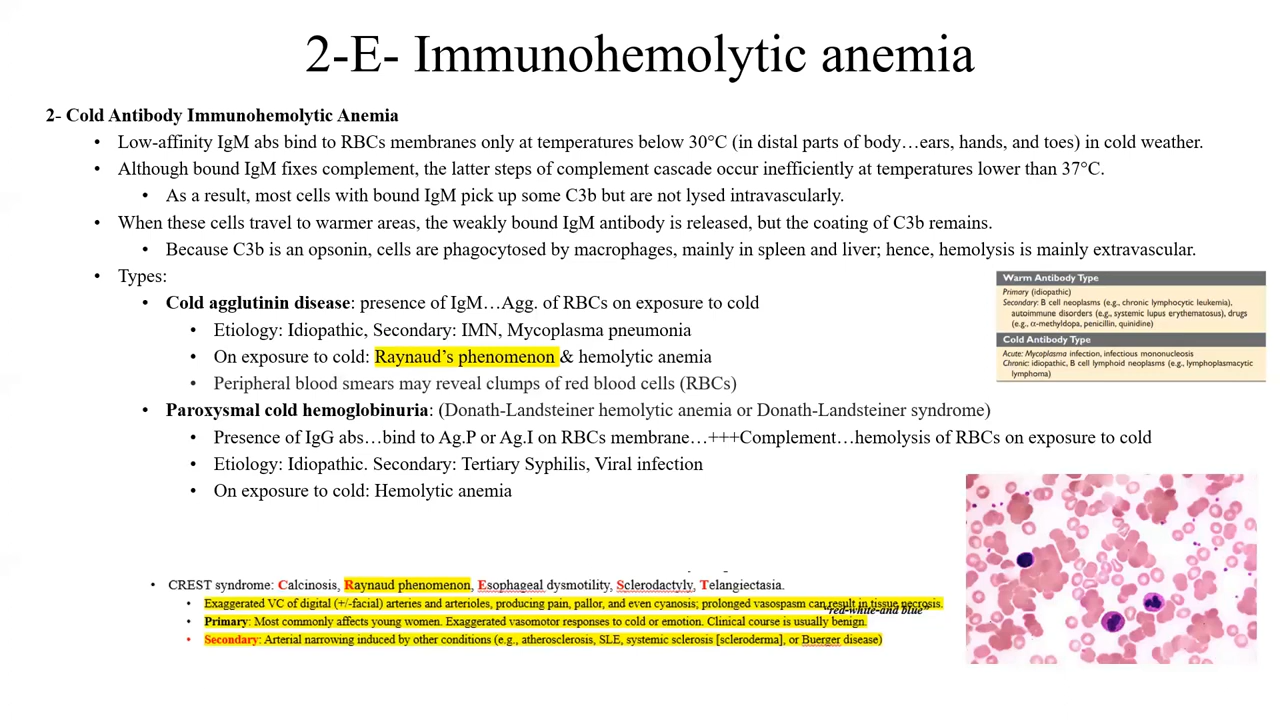 2-E- Immunohemolytic anemia
2- Cold Antibody Immunohemolytic Anemia
• Low-affinity IgM abs bind to RBCs membranes only at temperatures below 30°C (in distal parts of body…ears, hands, and toes) in cold weather.
• Although bound IgM fixes complement, the latter steps of complement cascade occur inefficiently at temperatures lower than 37°C.
• As a result, most cells with bound IgM pick up some C3b but are not lysed intravascularly.
• When these cells travel to warmer areas, the weakly bound IgM antibody is released, but the coating of C3b remains.
• Because C3b is an opsonin, cells are phagocytosed by macrophages, mainly in spleen and liver; hence, hemolysis is mainly extravascular.
• Types:
• Cold agglutinin disease: presence of IgM…Agg. of RBCs on exposure to cold
• Etiology: Idiopathic, Secondary: IMN, Mycoplasma pneumonia
• On exposure to cold: Raynaud's phenomenon & hemolytic anemia
• Peripheral blood smears may reveal clumps of red blood cells (RBCs)
• Paroxysmal cold hemoglobinuria: (Donath-Landsteiner hemolytic anemia or Donath-Landsteiner syndrome)
• Presence of IgG abs…bind to Ag.P or Ag.I on RBCs membrane…+++Complement…hemolysis of RBCs on exposure to cold
• Etiology: Idiopathic. Secondary: Tertiary Syphilis, Viral infection
• On exposure to cold: Hemolytic anemia
Warm Antibody Type
Primary (idiopathic)
Secondary: B cell neoplasms (e.g., chronic lymphocytic leukemia),
autoimmune disorders (e.g., systemic lupus erythematosus), drugs
(e.g., α-methyldopa, penicillin, quinidine)
Cold Antibody Type
Acute: Mycoplasma infection, infectious mononucleosis
Chronic: idiopathic, B cell lymphoid neoplasms (e.g., lymphoplasmacytic
lymphoma)
• CREST syndrome: Calcinosis, Raynaud phenomenon, Esophageal dysmotility, Sclerodactyly, Telangiectasia.
• Exaggerated VC of digital (+/-facial) arteries and arterioles, producing pain, pallor, and even cyanosis; prolonged vasospasm can result in tissue necrosis.
"red-white-and blue"
• Primary: Most commonly affects young women. Exaggerated vasomotor responses to cold or emotion. Clinical course is usually benign.
• Secondary: Arterial narrowing induced by other conditions (e.g., atherosclerosis, SLE, systemic sclerosis [scleroderma], or Buerger disease)